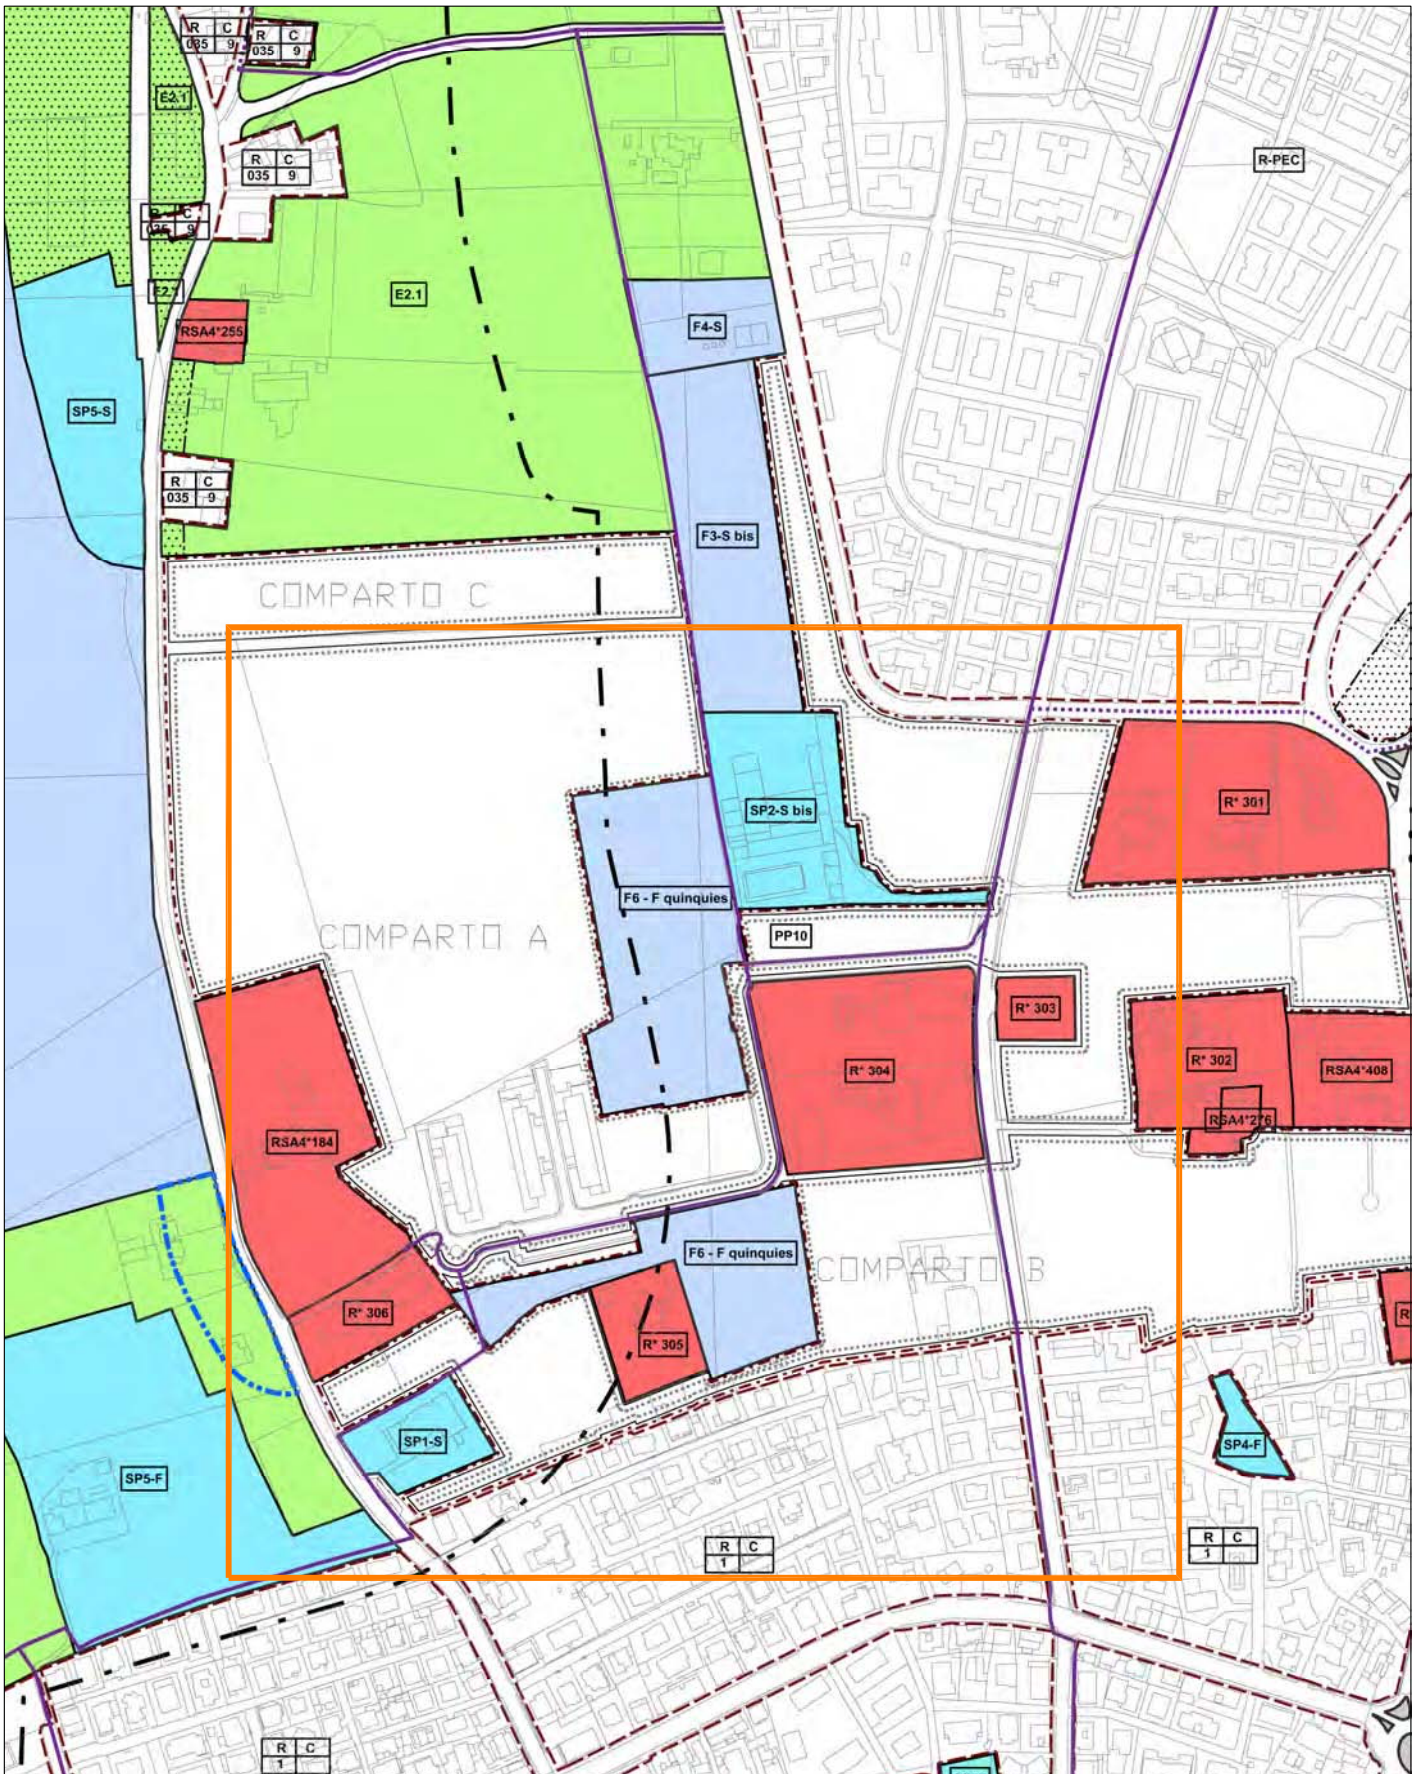 R C
035 9
R C
035 9
E2.1
R C
035 9
R-PEC
R C
035 9
E2.1
E2.1
RSA4*255
F4-S
SP5-S
R C
035 9
F3-S bis
COMPARTO C
SP2-S bis
R* 301
F6 - F quinquies
COMPARTO A
PP10
R* 303
R* 304
R* 302
RSA4*408
RSA4*276
RSA4*184
F6 - F quinquies
COMPARTO B
R* 306
R* 305
R
SP1-S
SP4-F
SP5-F
R C
1
R C
1
R C
1